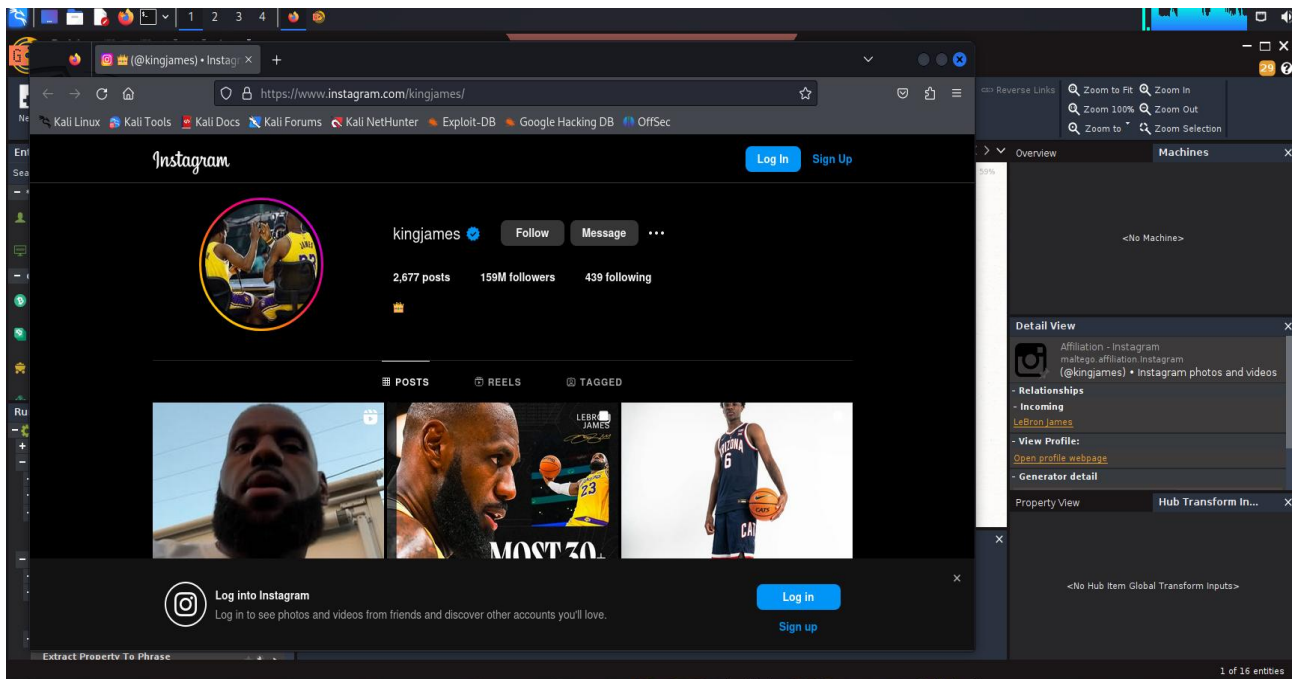 1 2 3 4
(@kingjames) • Instagr
29
https://www.instagram.com/kingjames/
Reverse Links
Zoom to Fit Zoom In
Zoom 100% Zoom Out
Zoom to Zoom Selection
Kali Linux Kali Tools Kali Docs Kali Forums Kali NetHunter Exploit-DB Google Hacking DB OffSec
Instagram
Log In Sign Up
Overview Machines
59%
kingjames Follow Message
2,677 posts 159M followers 439 following
<No Machine>
Detail View
Affiliation - Instagram
maltego.affiliation.Instagram
(@kingjames) • Instagram photos and videos
- Relationships
- Incoming
LeBron James
- View Profile:
Open profile webpage
- Generator detail
POSTS REELS TAGGED
LEBRON
JAMES
23
ARIZONA
6
CATS
MOST 30+
Property View Hub Transform In...
<No Hub Item Global Transform Inputs>
Log into Instagram
Log in to see photos and videos from friends and discover other accounts you'll love.
Log in
Sign up
Extract Property To Phrase
1 of 16 entities